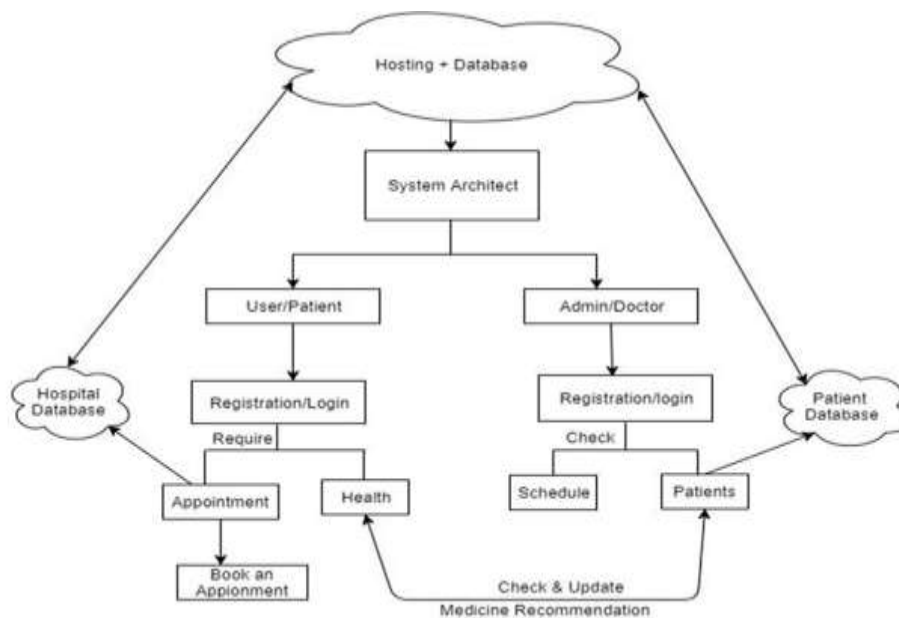 Hosting + Database
System Architect
User/Patient
Admin/Doctor
Hospital
Database
Registration/Login
Registration/login
Patient
Database
Require
Check
Appointment
Health
Schedule
Patients
Book an
Appionment
Check & Update
Medicine Recommendation